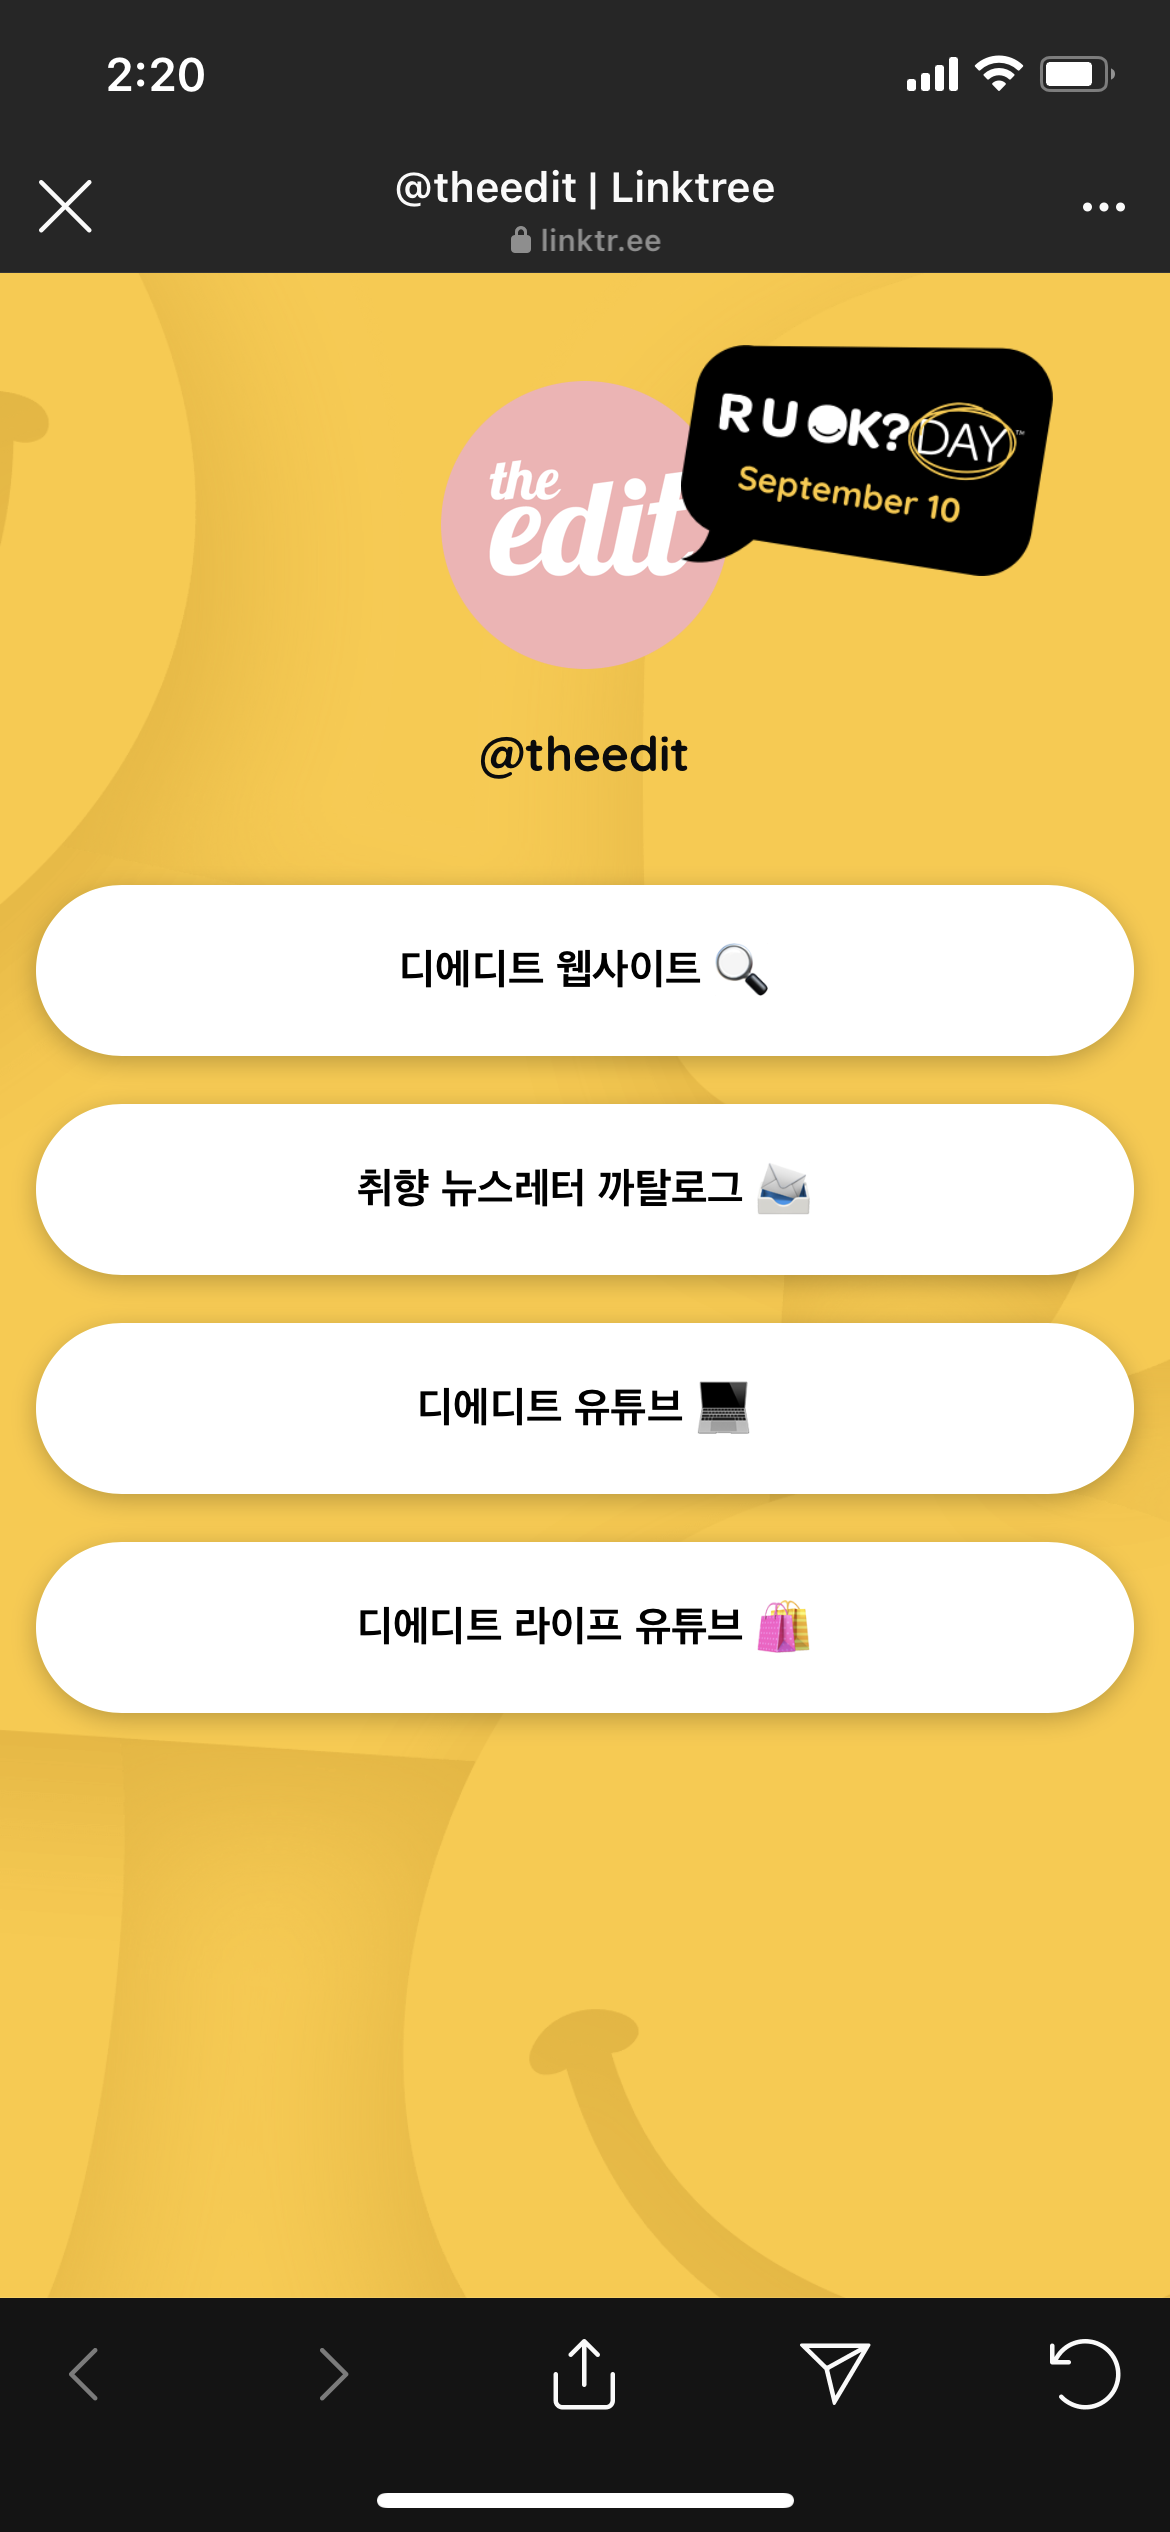 2:20
@theedit | Linktree
linktr.ee
the
edit
R U OK? DAY™
September 10
@theedit
디에디트 웹사이트 🔍
취향 뉴스레터 까탈로그 📨
디에디트 유튜브 💻
디에디트 라이프 유튜브 🛍️